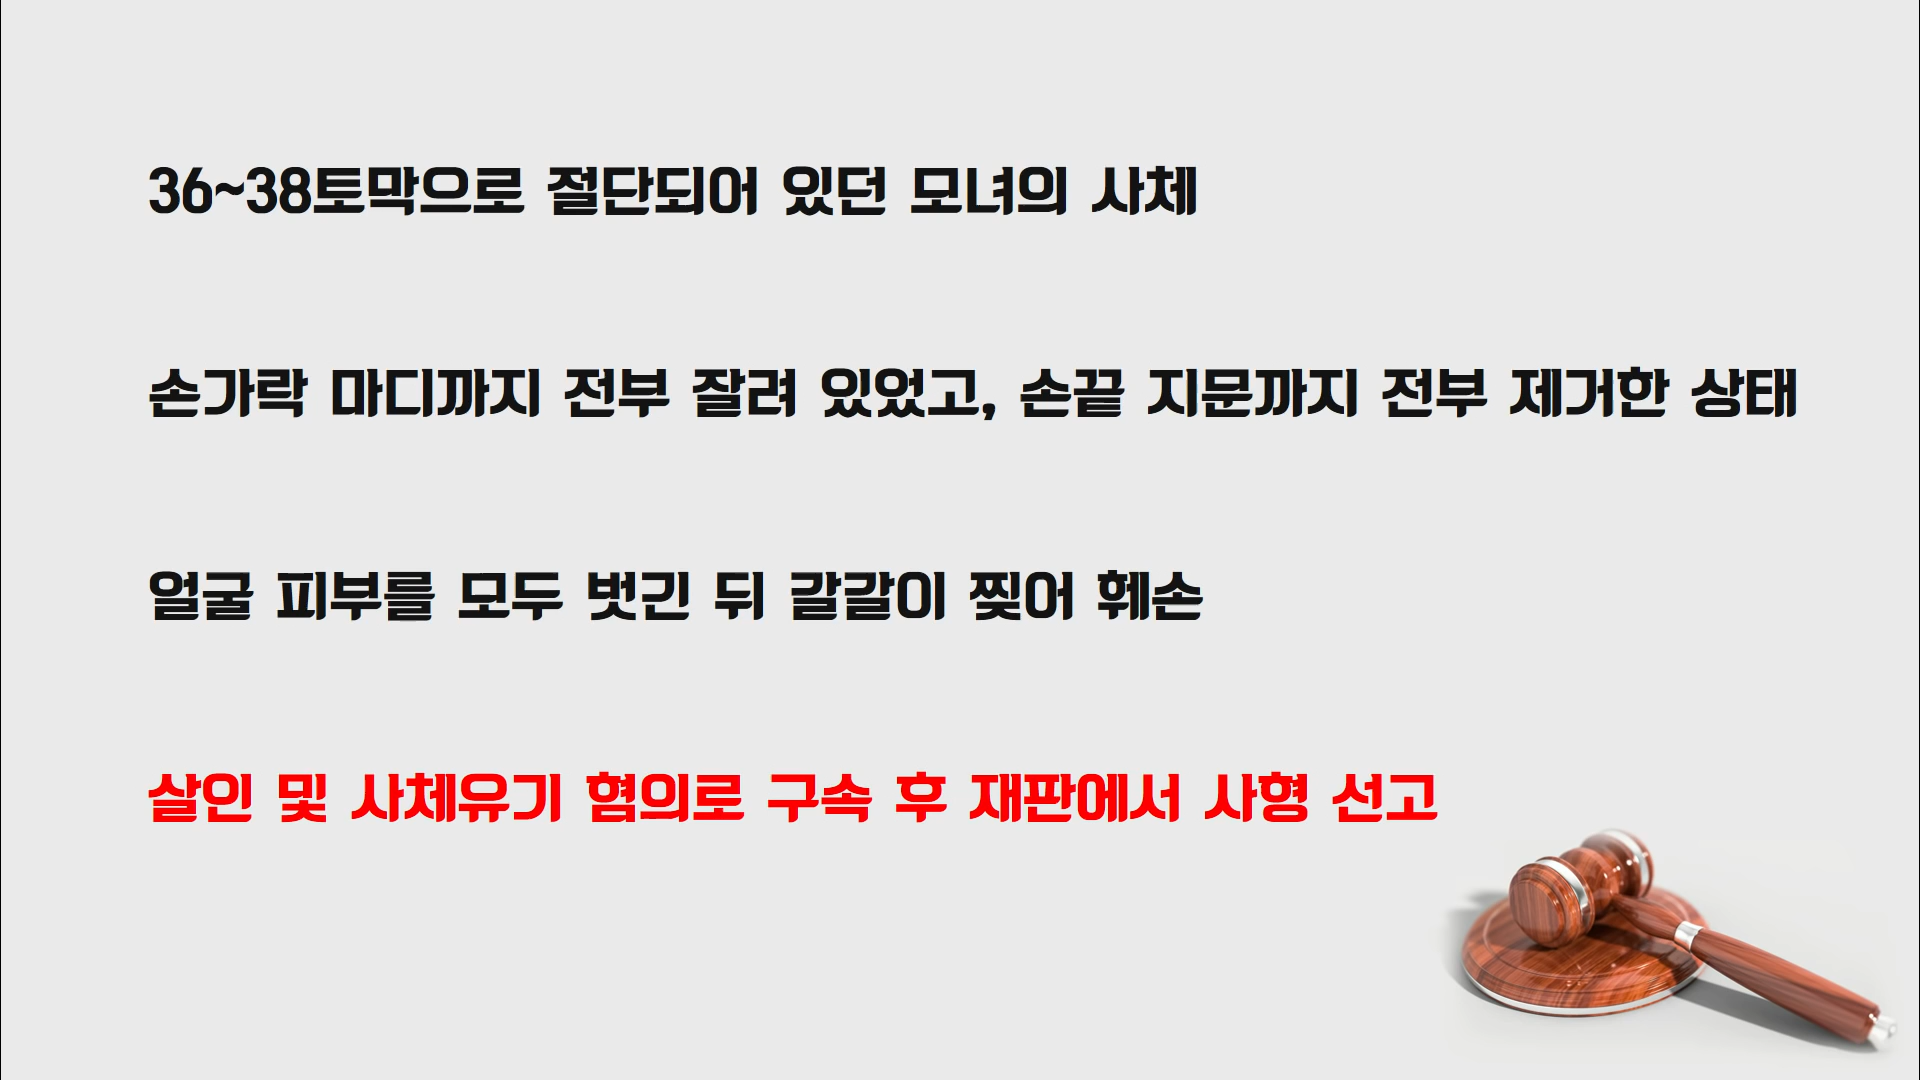 36~38토막으로 절단되어 있던 모녀의 사체
손가락 마디까지 전부 잘려 있었고, 손끝 지문까지 전부 제거한 상태
얼굴 피부를 모두 벗긴 뒤 갈갈이 찢어 훼손
살인 및 사체유기 혐의로 구속 후 재판에서 사형 선고